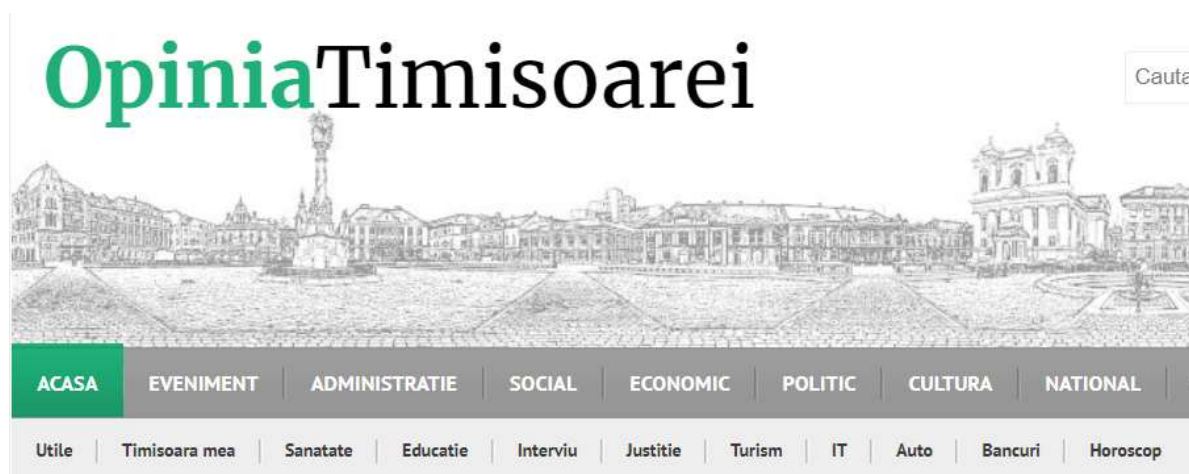 OpiniaTimisoarei
Cauta
ACASA EVENIMENT ADMINISTRATIE SOCIAL ECONOMIC POLITIC CULTURA NATIONAL
Utile Timisoara mea Sanatate Educatie Interviu Justitie Turism IT Auto Bancuri Horoscop